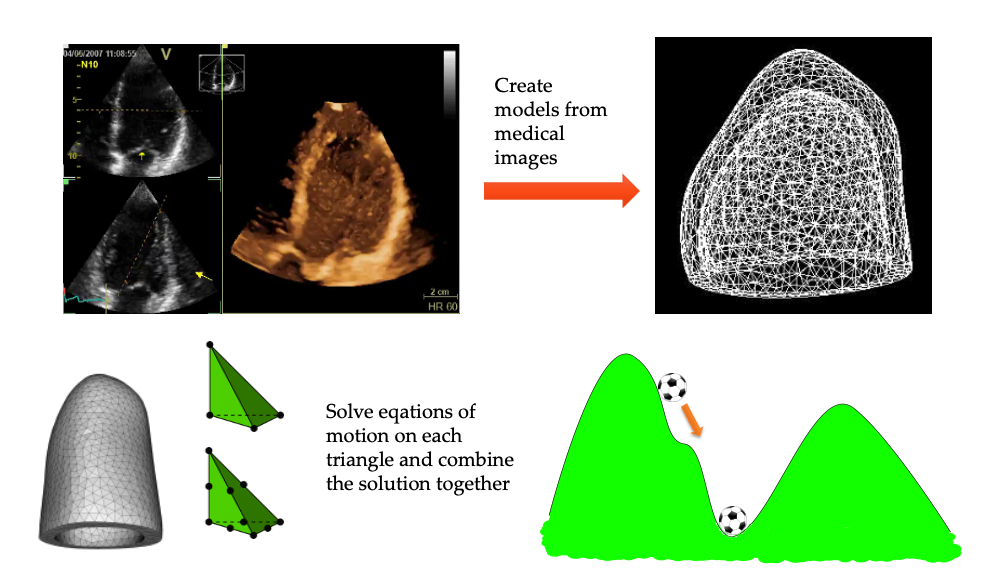 04/06/2007 11:08:55
V
N10
5
10
2 cm
HR 60
Create
models from
medical
images
Solve eqations of
motion on each
triangle and combine
the solution together